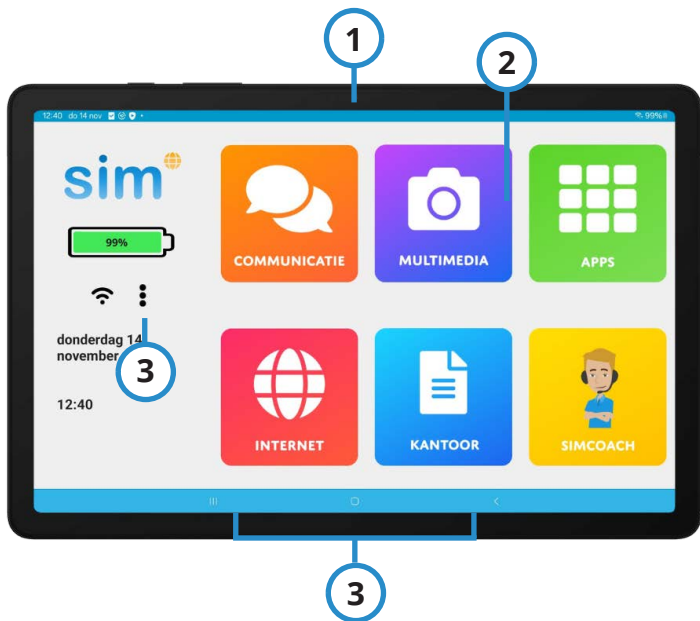 1
2
12:40 do 14 nov
99%
sim
99%
COMMUNICATIE
MULTIMEDIA
APPS
donderdag 14
november
3
12:40
INTERNET
KANTOOR
SIMCOACH
3